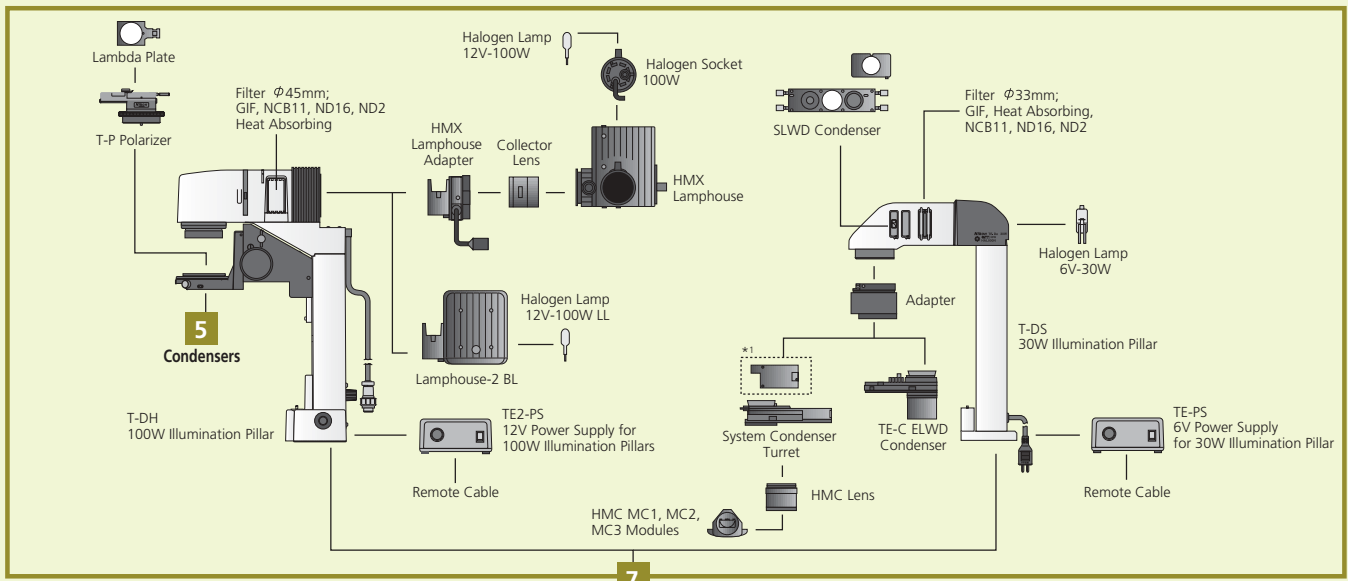 Lambda Plate
T-P Polarizer
Filter φ45mm;
GIF, NCB11, ND16, ND2
Heat Absorbing
HMX
Lamphouse
Adapter
Collector
Lens
Halogen Lamp
12V-100W
Halogen Socket
100W
HMX
Lamphouse
SLWD Condenser
Filter φ33mm;
GIF, Heat Absorbing,
NCB11, ND16, ND2
Halogen Lamp
6V-30W
5
Condensers
Halogen Lamp
12V-100W LL
Lamphouse-2 BL
Adapter
T-DS
30W Illumination Pillar
*1
T-DH
100W Illumination Pillar
TE2-PS
12V Power Supply for
100W Illumination Pillars
Remote Cable
System Condenser
Turret
TE-C ELWD
Condenser
TE-PS
6V Power Supply
for 30W Illumination Pillar
Remote Cable
HMC Lens
HMC MC1, MC2,
MC3 Modules
7